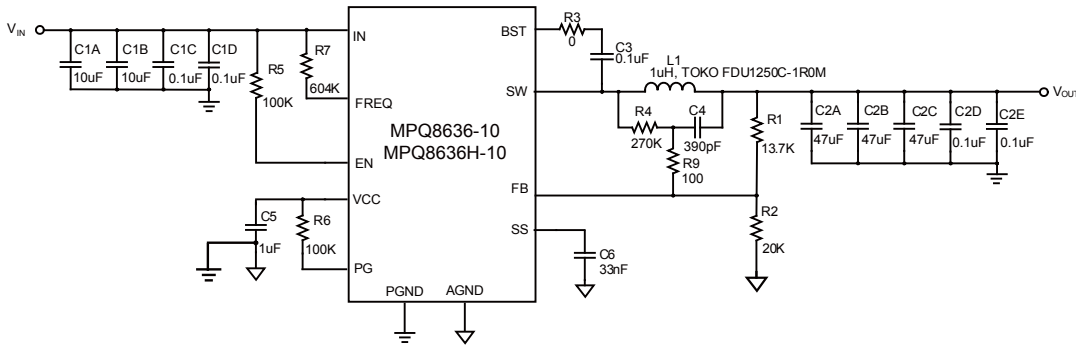 VIN
C1A
10uF
C1B
10uF
C1C
0.1uF
C1D
0.1uF
R5
100K
R7
604K
IN
FREQ
EN
VCC
PG
PGND
AGND
MPQ8636-10
MPQ8636H-10
BST
SW
FB
SS
R3
0
C3
0.1uF
L1
1uH, TOKO FDU1250C-1R0M
R4
270K
C4
390pF
R9
100
R1
13.7K
R2
20K
C2A
47uF
C2B
47uF
C2C
47uF
C2D
0.1uF
C2E
0.1uF
VOUT
C5
1uF
R6
100K
C6
33nF